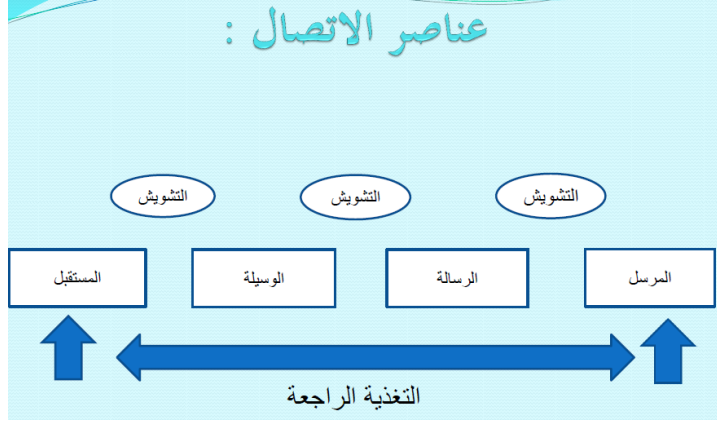 عناصر الاتصال :
التشويش
التشويش
التشويش
المرسل
الرسالة
الوسيلة
المستقبل
التغذية الراجعة